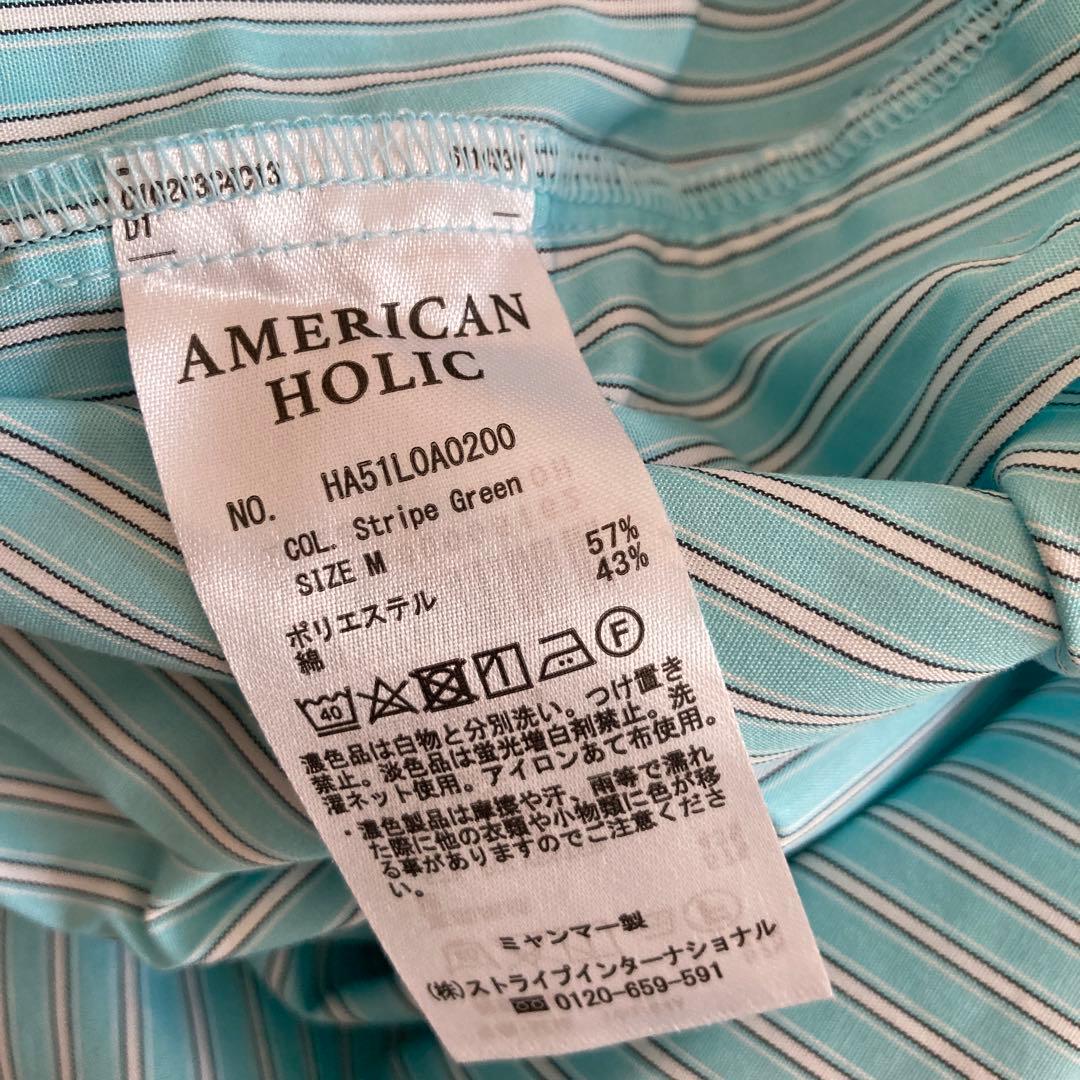 D1
AMERICAN
HOLIC
NO. HA51L0A0200
COL. Stripe Green
SIZE M
ポリエステル 57%
綿 43%
40 F
濃色品は白物と分別洗い。つけ置き
禁止。淡色品は蛍光増白剤禁止。洗
濯ネット使用。アイロンあて布使用。
・濃色製品は摩擦や汗、雨等で濡れ
た際に他の衣類や小物類に色が移
る事がありますのでご注意くださ
い。
ミャンマー製
(株)ストライプインターナショナル
0120-659-591